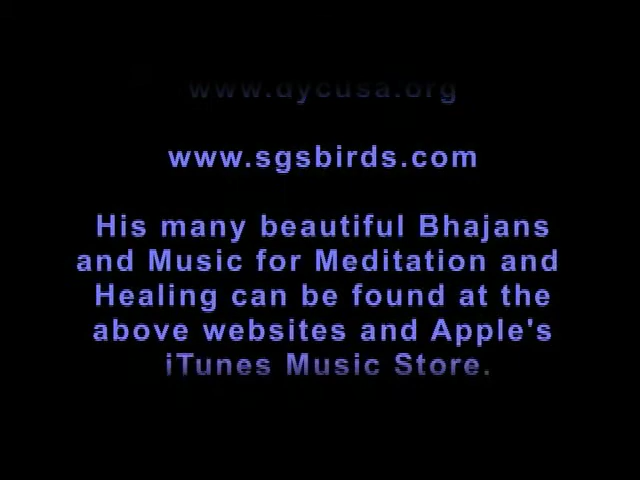 www.dycusa.org
www.sgsbirds.com
His many beautiful Bhajans
and Music for Meditation and
Healing can be found at the
above websites and Apple's
iTunes Music Store.